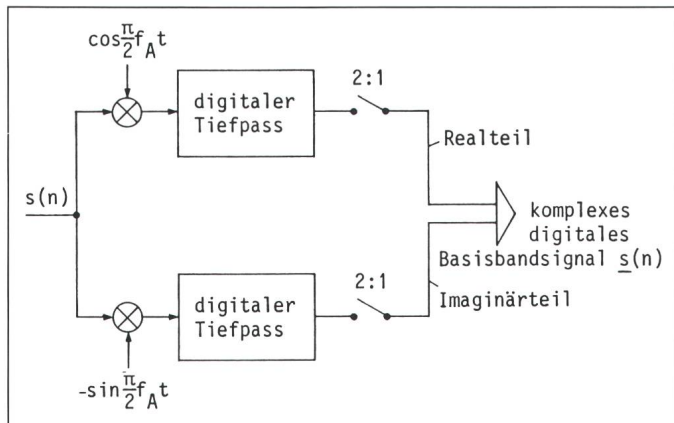 cos π/2 f_A t
digitaler
Tiefpass
2:1
Realteil
s(n)
komplexes
digitales
Basisbandsignal s(n)
digitaler
Tiefpass
2:1
Imaginärteil
-sin π/2 f_A t